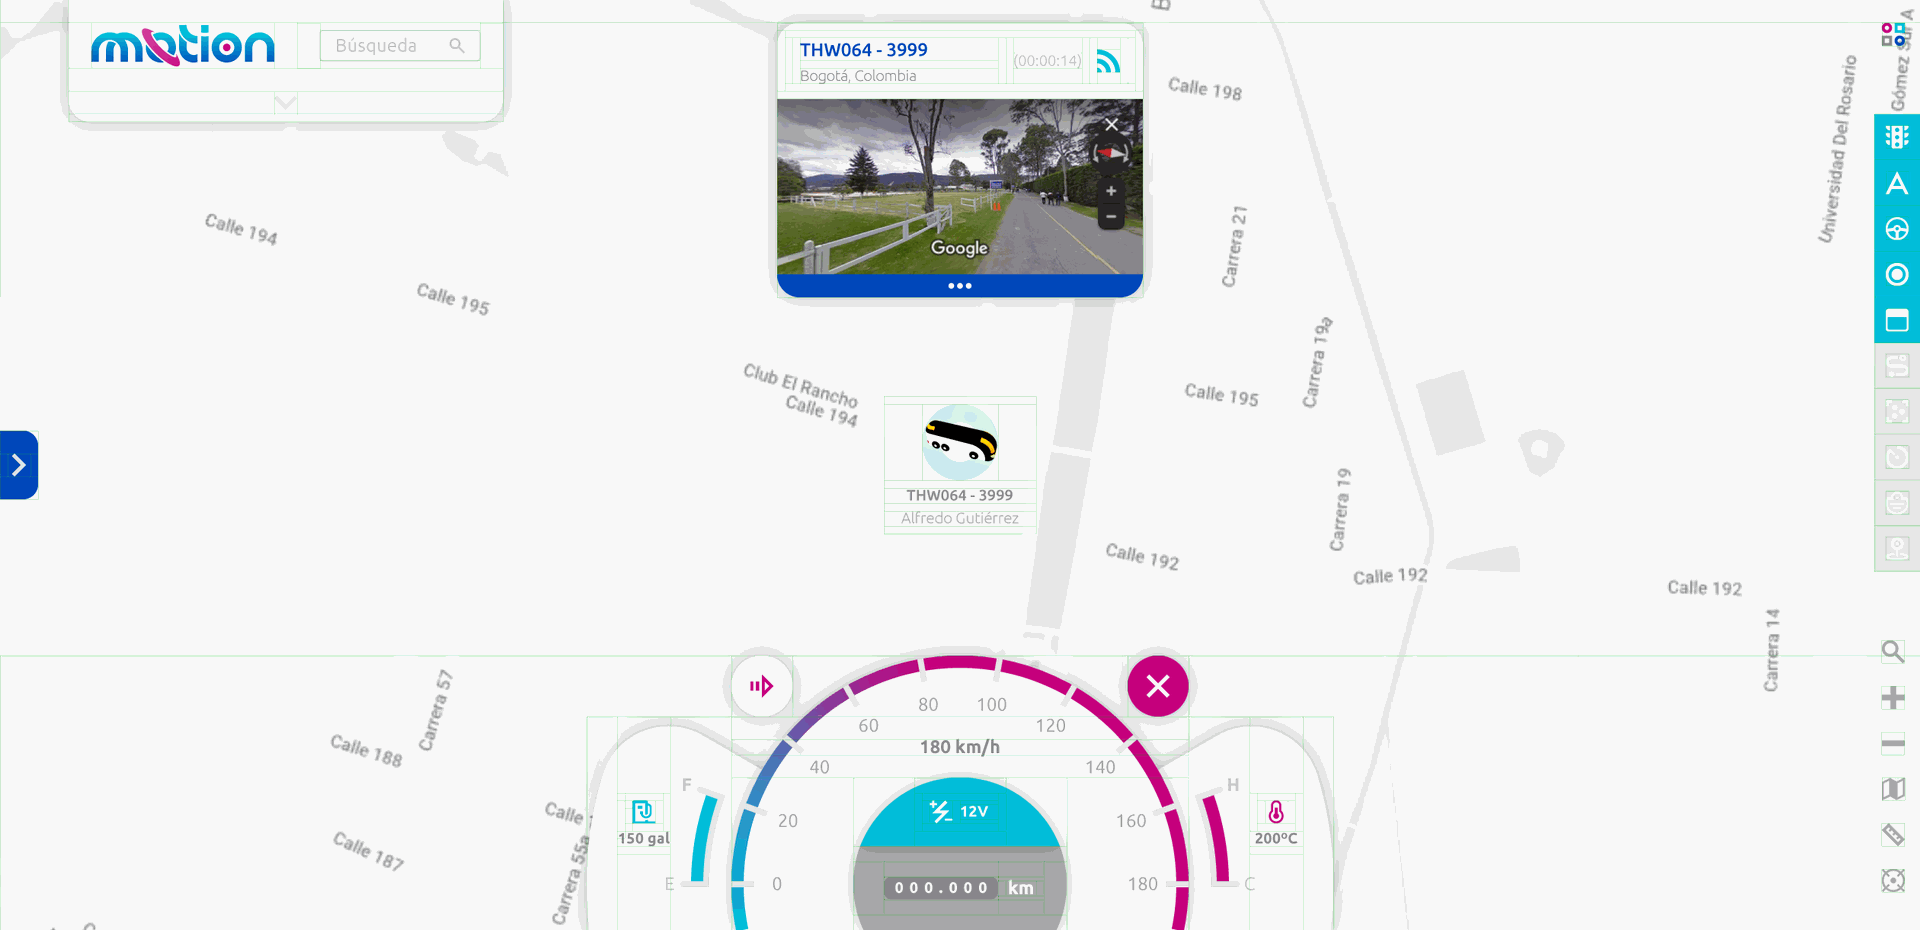 motion
Búsqueda
THW064 - 3999
Bogotá, Colombia
(00:00:14)
Google
Calle 198
Gómez
Sur A
Universidad Del Rosario
Calle 194
Calle 195
Carrera 21
Carrera 19a
Club El Rancho
Calle 194
Calle 195
THW064 - 3999
Alfredo Gutiérrez
Carrera 19
Calle 192
Calle 192
Calle 192
Carrera 14
Carrera 57
Calle 188
Calle
Calle 187
Carrera 55a
80
100
60
120
180 km/h
40
140
F
H
12V
20
160
150 gal
200ºC
E
0
000.000 km
180
C